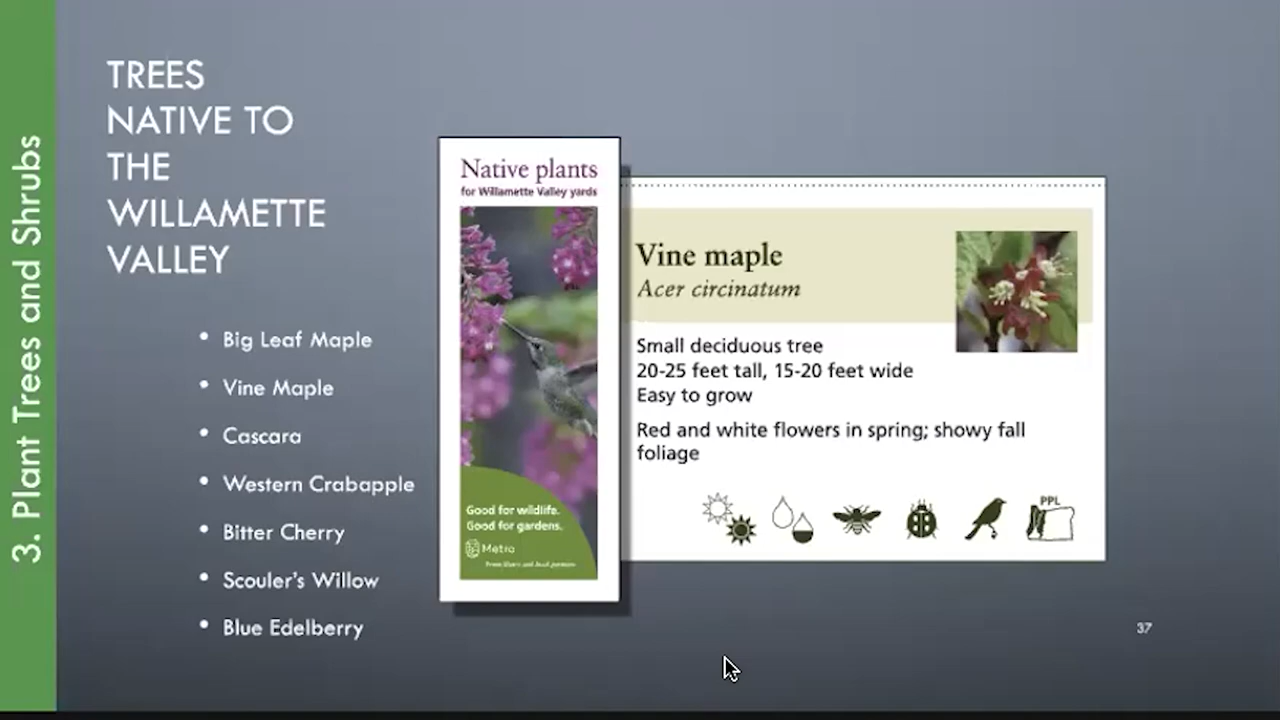 3. Plant Trees and Shrubs
TREES
NATIVE TO
THE
WILLAMETTE
VALLEY
• Big Leaf Maple
• Vine Maple
• Cascara
• Western Crabapple
• Bitter Cherry
• Scouler's Willow
• Blue Edelberry
Native plants
for Willamette Valley yards
Good for wildlife.
Good for gardens.
Metro
Vine maple
Acer circinatum
Small deciduous tree
20-25 feet tall, 15-20 feet wide
Easy to grow
Red and white flowers in spring; showy fall
foliage
PPL
37